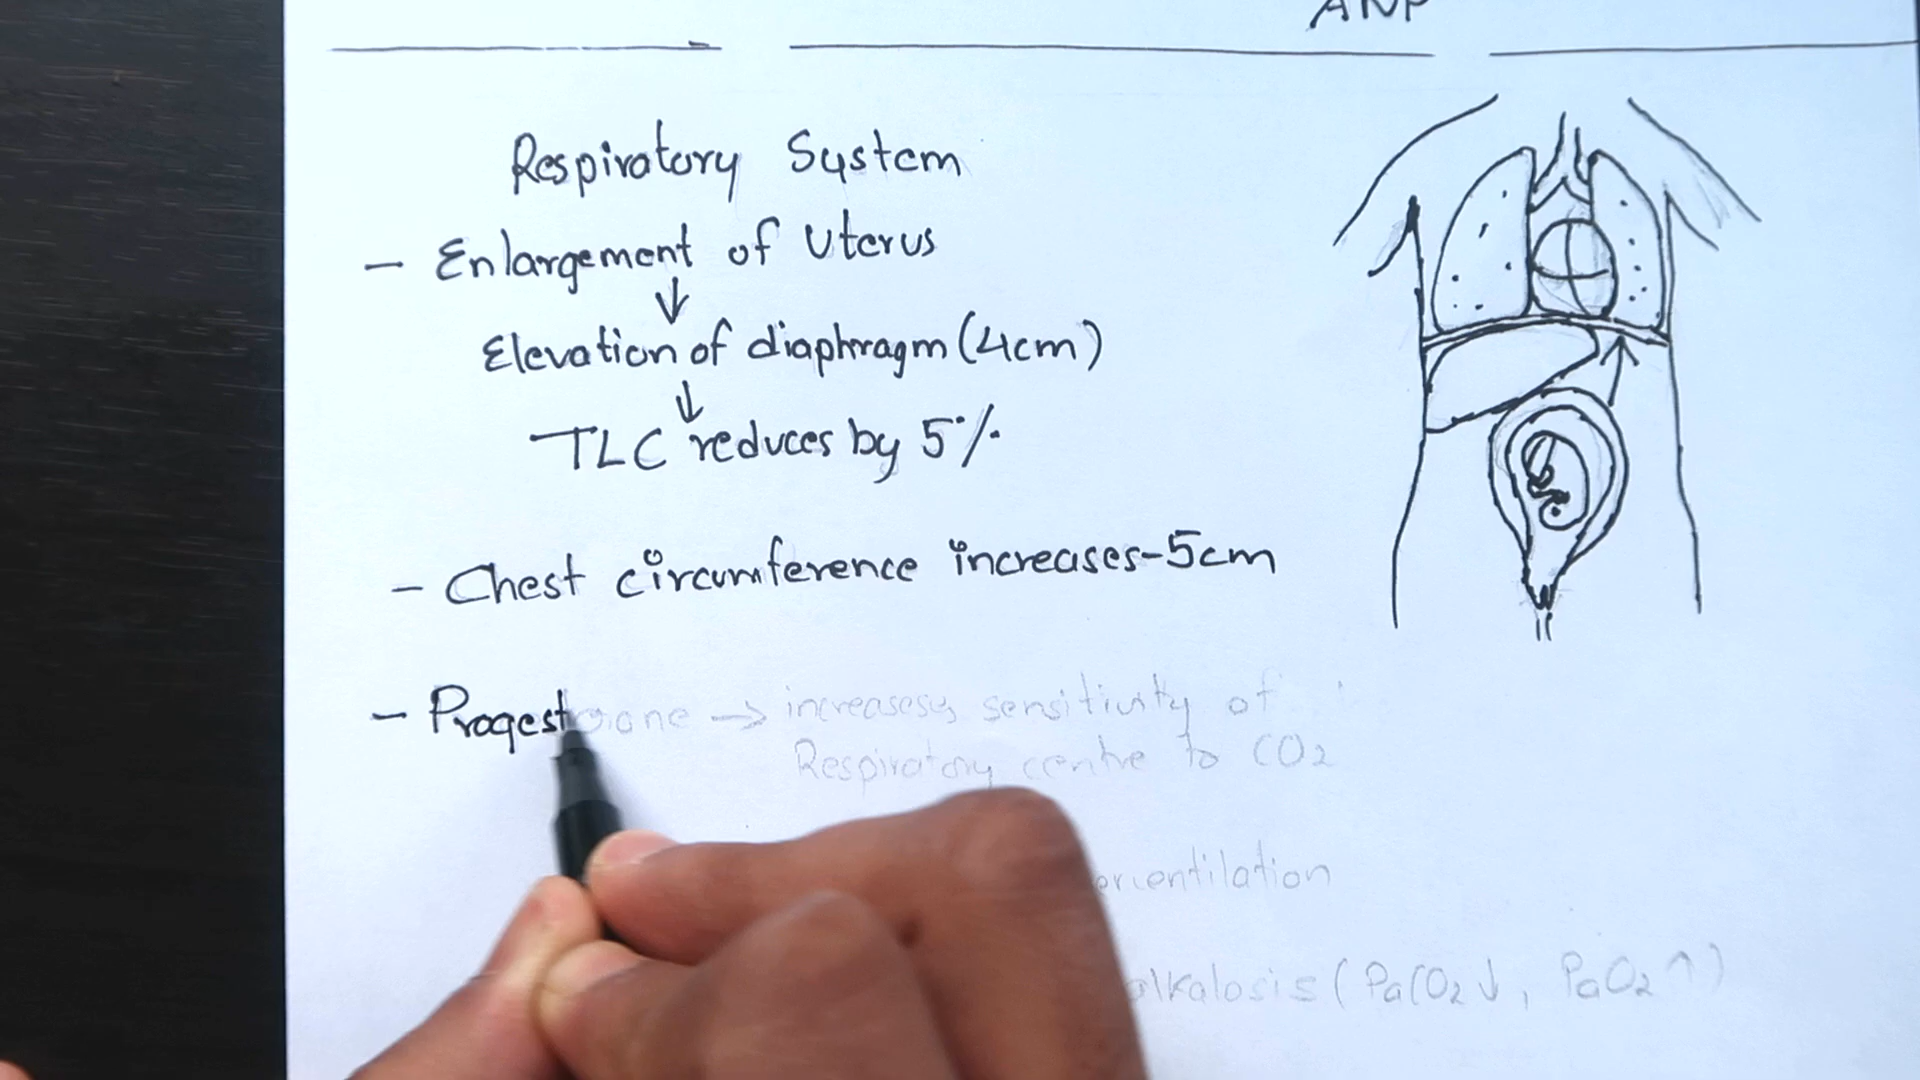 ANP
Respiratory System
- Enlargement of Uterus
↓
Elevation of diaphragm (4cm)
↓
TLC reduces by 5%
- Chest circumference increases-5cm
- Progesterone → increases sensitivity of
Respiratory centre to CO2
alkalosis (PaCO2↓, PaO2↑)